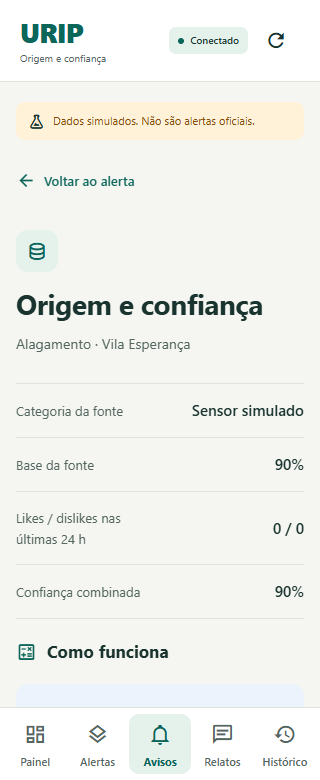 URIP
Origem e confiança
Conectado
Dados simulados. Não são alertas oficiais.
Voltar ao alerta
Origem e confiança
Alagamento · Vila Esperança
Categoria da fonte
Sensor simulado
Base da fonte
90%
Likes / dislikes nas
últimas 24 h
0 / 0
Confiança combinada
90%
Como funciona
Painel
Alertas
Avisos
Relatos
Histórico